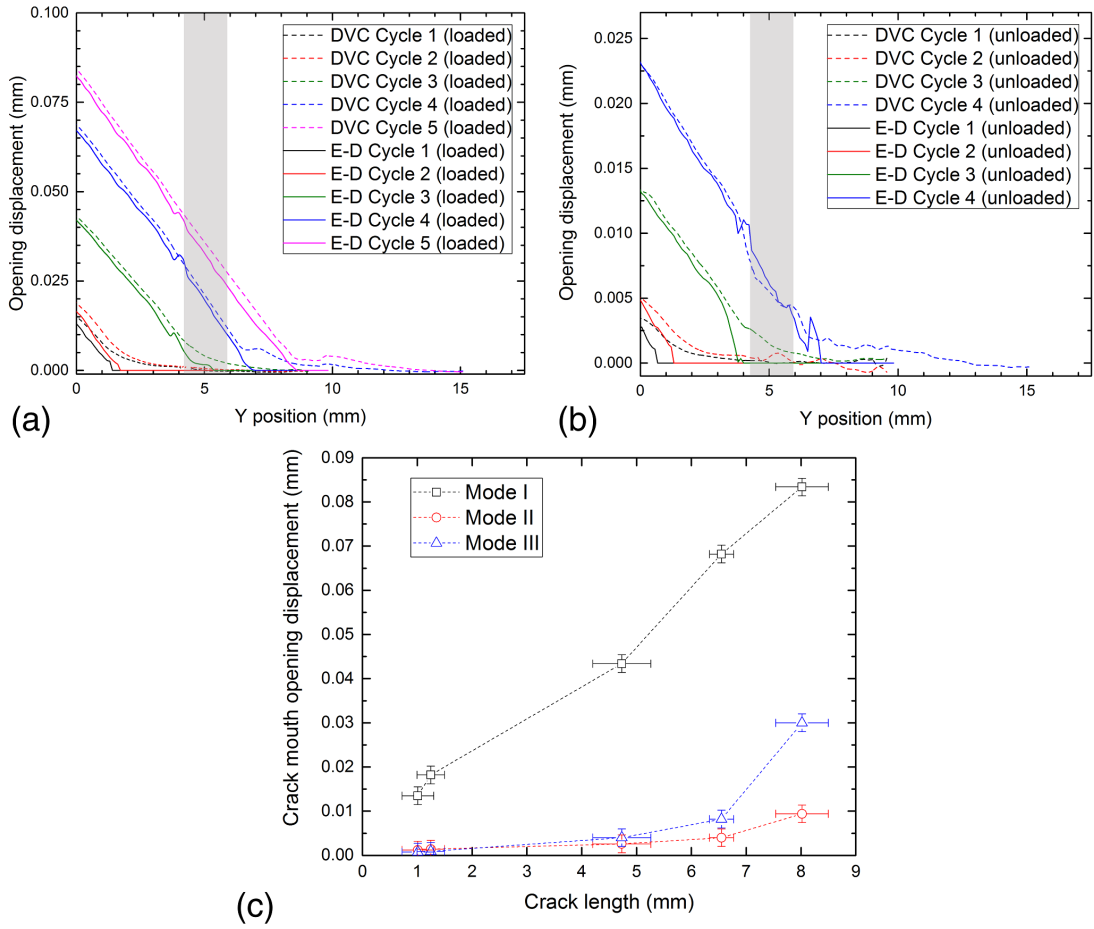 0.100
0.075
0.050
0.025
0.000
Opening displacement (mm)
0
5
10
15
Y position (mm)
DVC Cycle 1 (loaded)
DVC Cycle 2 (loaded)
DVC Cycle 3 (loaded)
DVC Cycle 4 (loaded)
DVC Cycle 5 (loaded)
E-D Cycle 1 (loaded)
E-D Cycle 2 (loaded)
E-D Cycle 3 (loaded)
E-D Cycle 4 (loaded)
E-D Cycle 5 (loaded)
(a)
0.025
0.020
0.015
0.010
0.005
0.000
Opening displacement (mm)
0
5
10
15
Y position (mm)
DVC Cycle 1 (unloaded)
DVC Cycle 2 (unloaded)
DVC Cycle 3 (unloaded)
DVC Cycle 4 (unloaded)
E-D Cycle 1 (unloaded)
E-D Cycle 2 (unloaded)
E-D Cycle 3 (unloaded)
E-D Cycle 4 (unloaded)
(b)
0.09
0.08
0.07
0.06
0.05
0.04
0.03
0.02
0.01
0.00
Crack mouth opening displacement (mm)
Mode I
Mode II
Mode III
0
1
2
3
4
5
6
7
8
9
Crack length (mm)
(c)